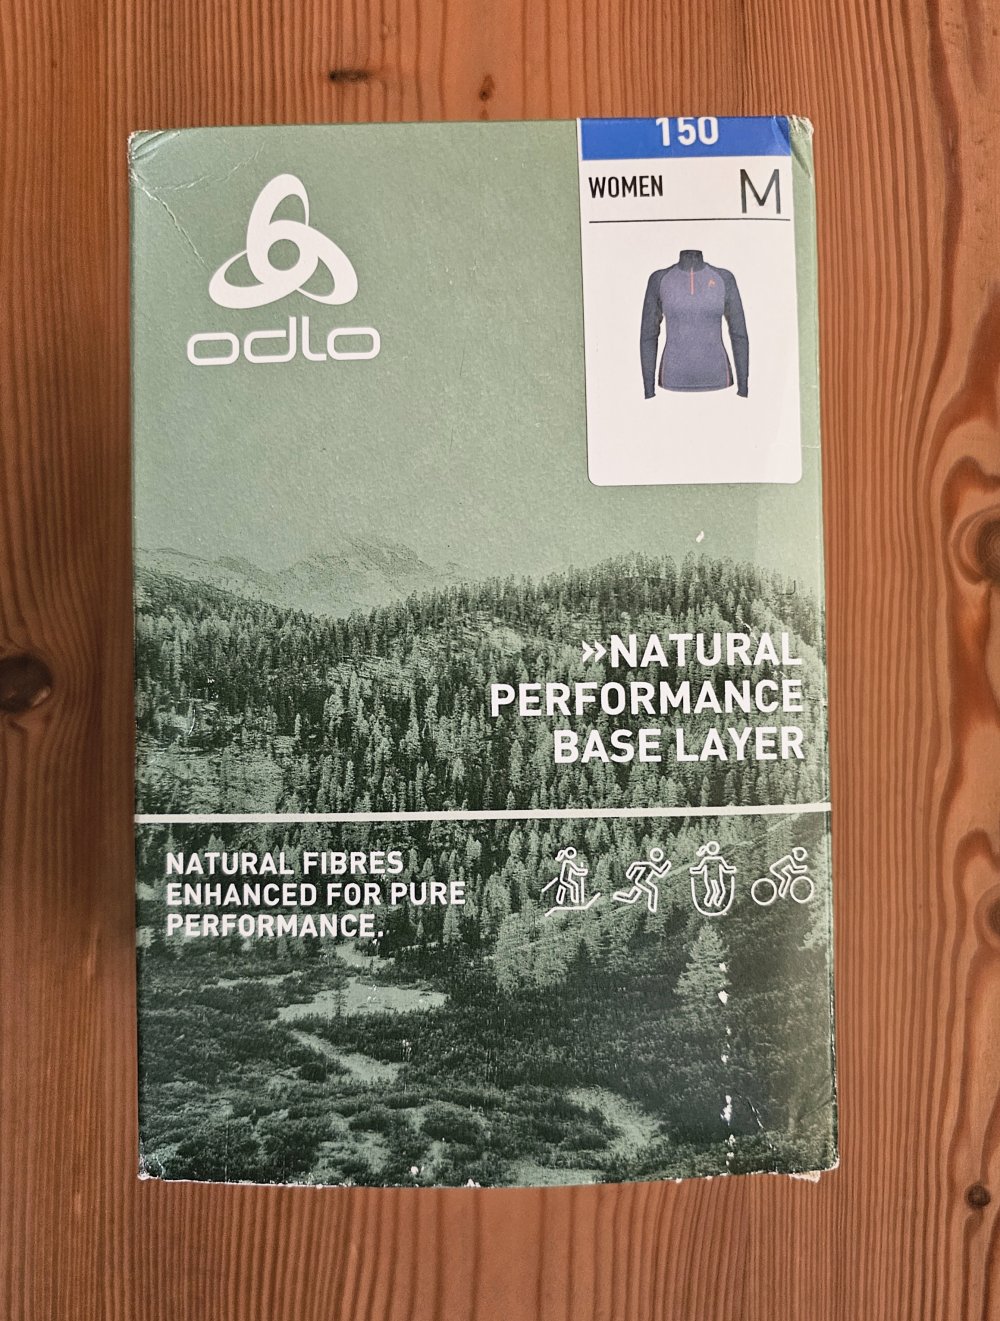 150
WOMEN M
odlo
»NATURAL
PERFORMANCE
BASE LAYER
NATURAL FIBRES
ENHANCED FOR PURE
PERFORMANCE.